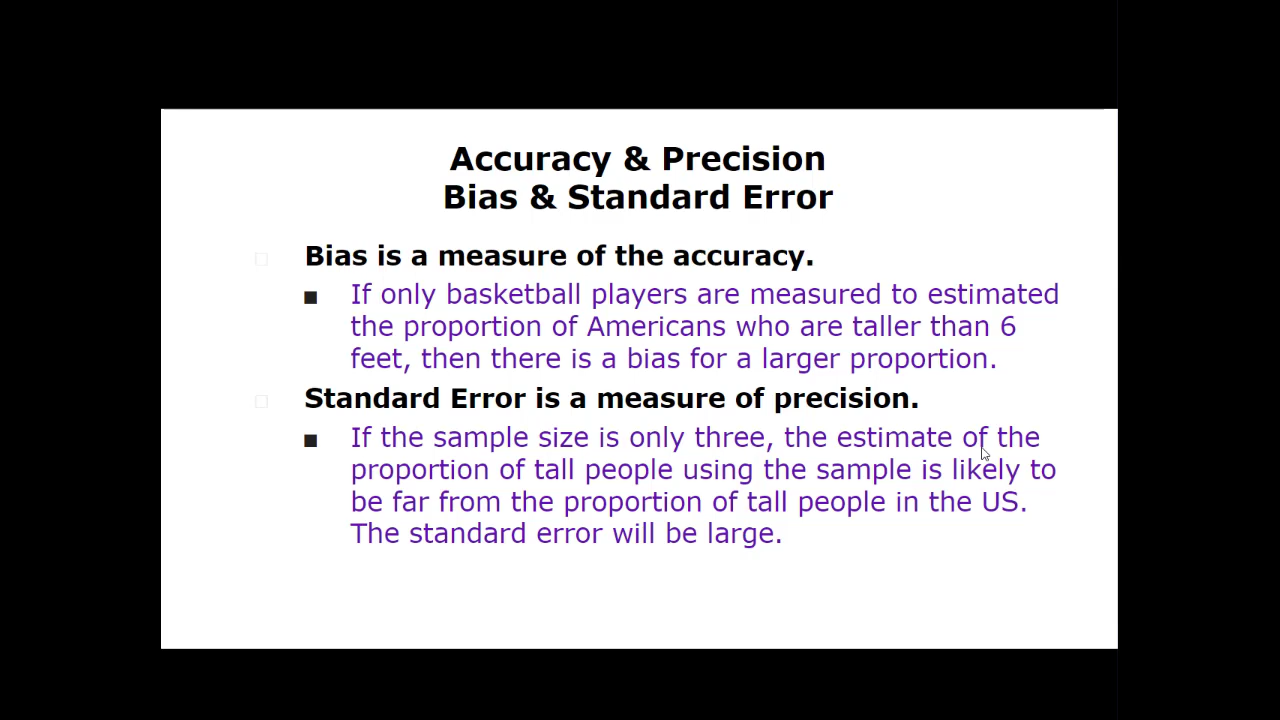 Accuracy & Precision
Bias & Standard Error
Bias is a measure of the accuracy.
If only basketball players are measured to estimated
the proportion of Americans who are taller than 6
feet, then there is a bias for a larger proportion.
Standard Error is a measure of precision.
If the sample size is only three, the estimate of the
proportion of tall people using the sample is likely to
be far from the proportion of tall people in the US.
The standard error will be large.